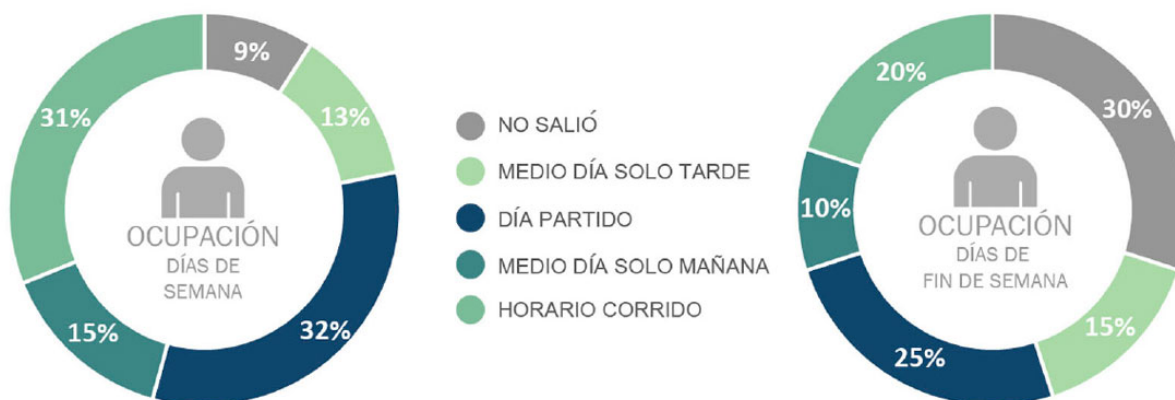 9%
13%
32%
15%
31%
OCUPACIÓN
DÍAS DE
SEMANA
NO SALIÓ
MEDIO DÍA SOLO TARDE
DÍA PARTIDO
MEDIO DÍA SOLO MAÑANA
HORARIO CORRIDO
30%
15%
25%
10%
20%
OCUPACIÓN
DÍAS DE
FIN DE SEMANA